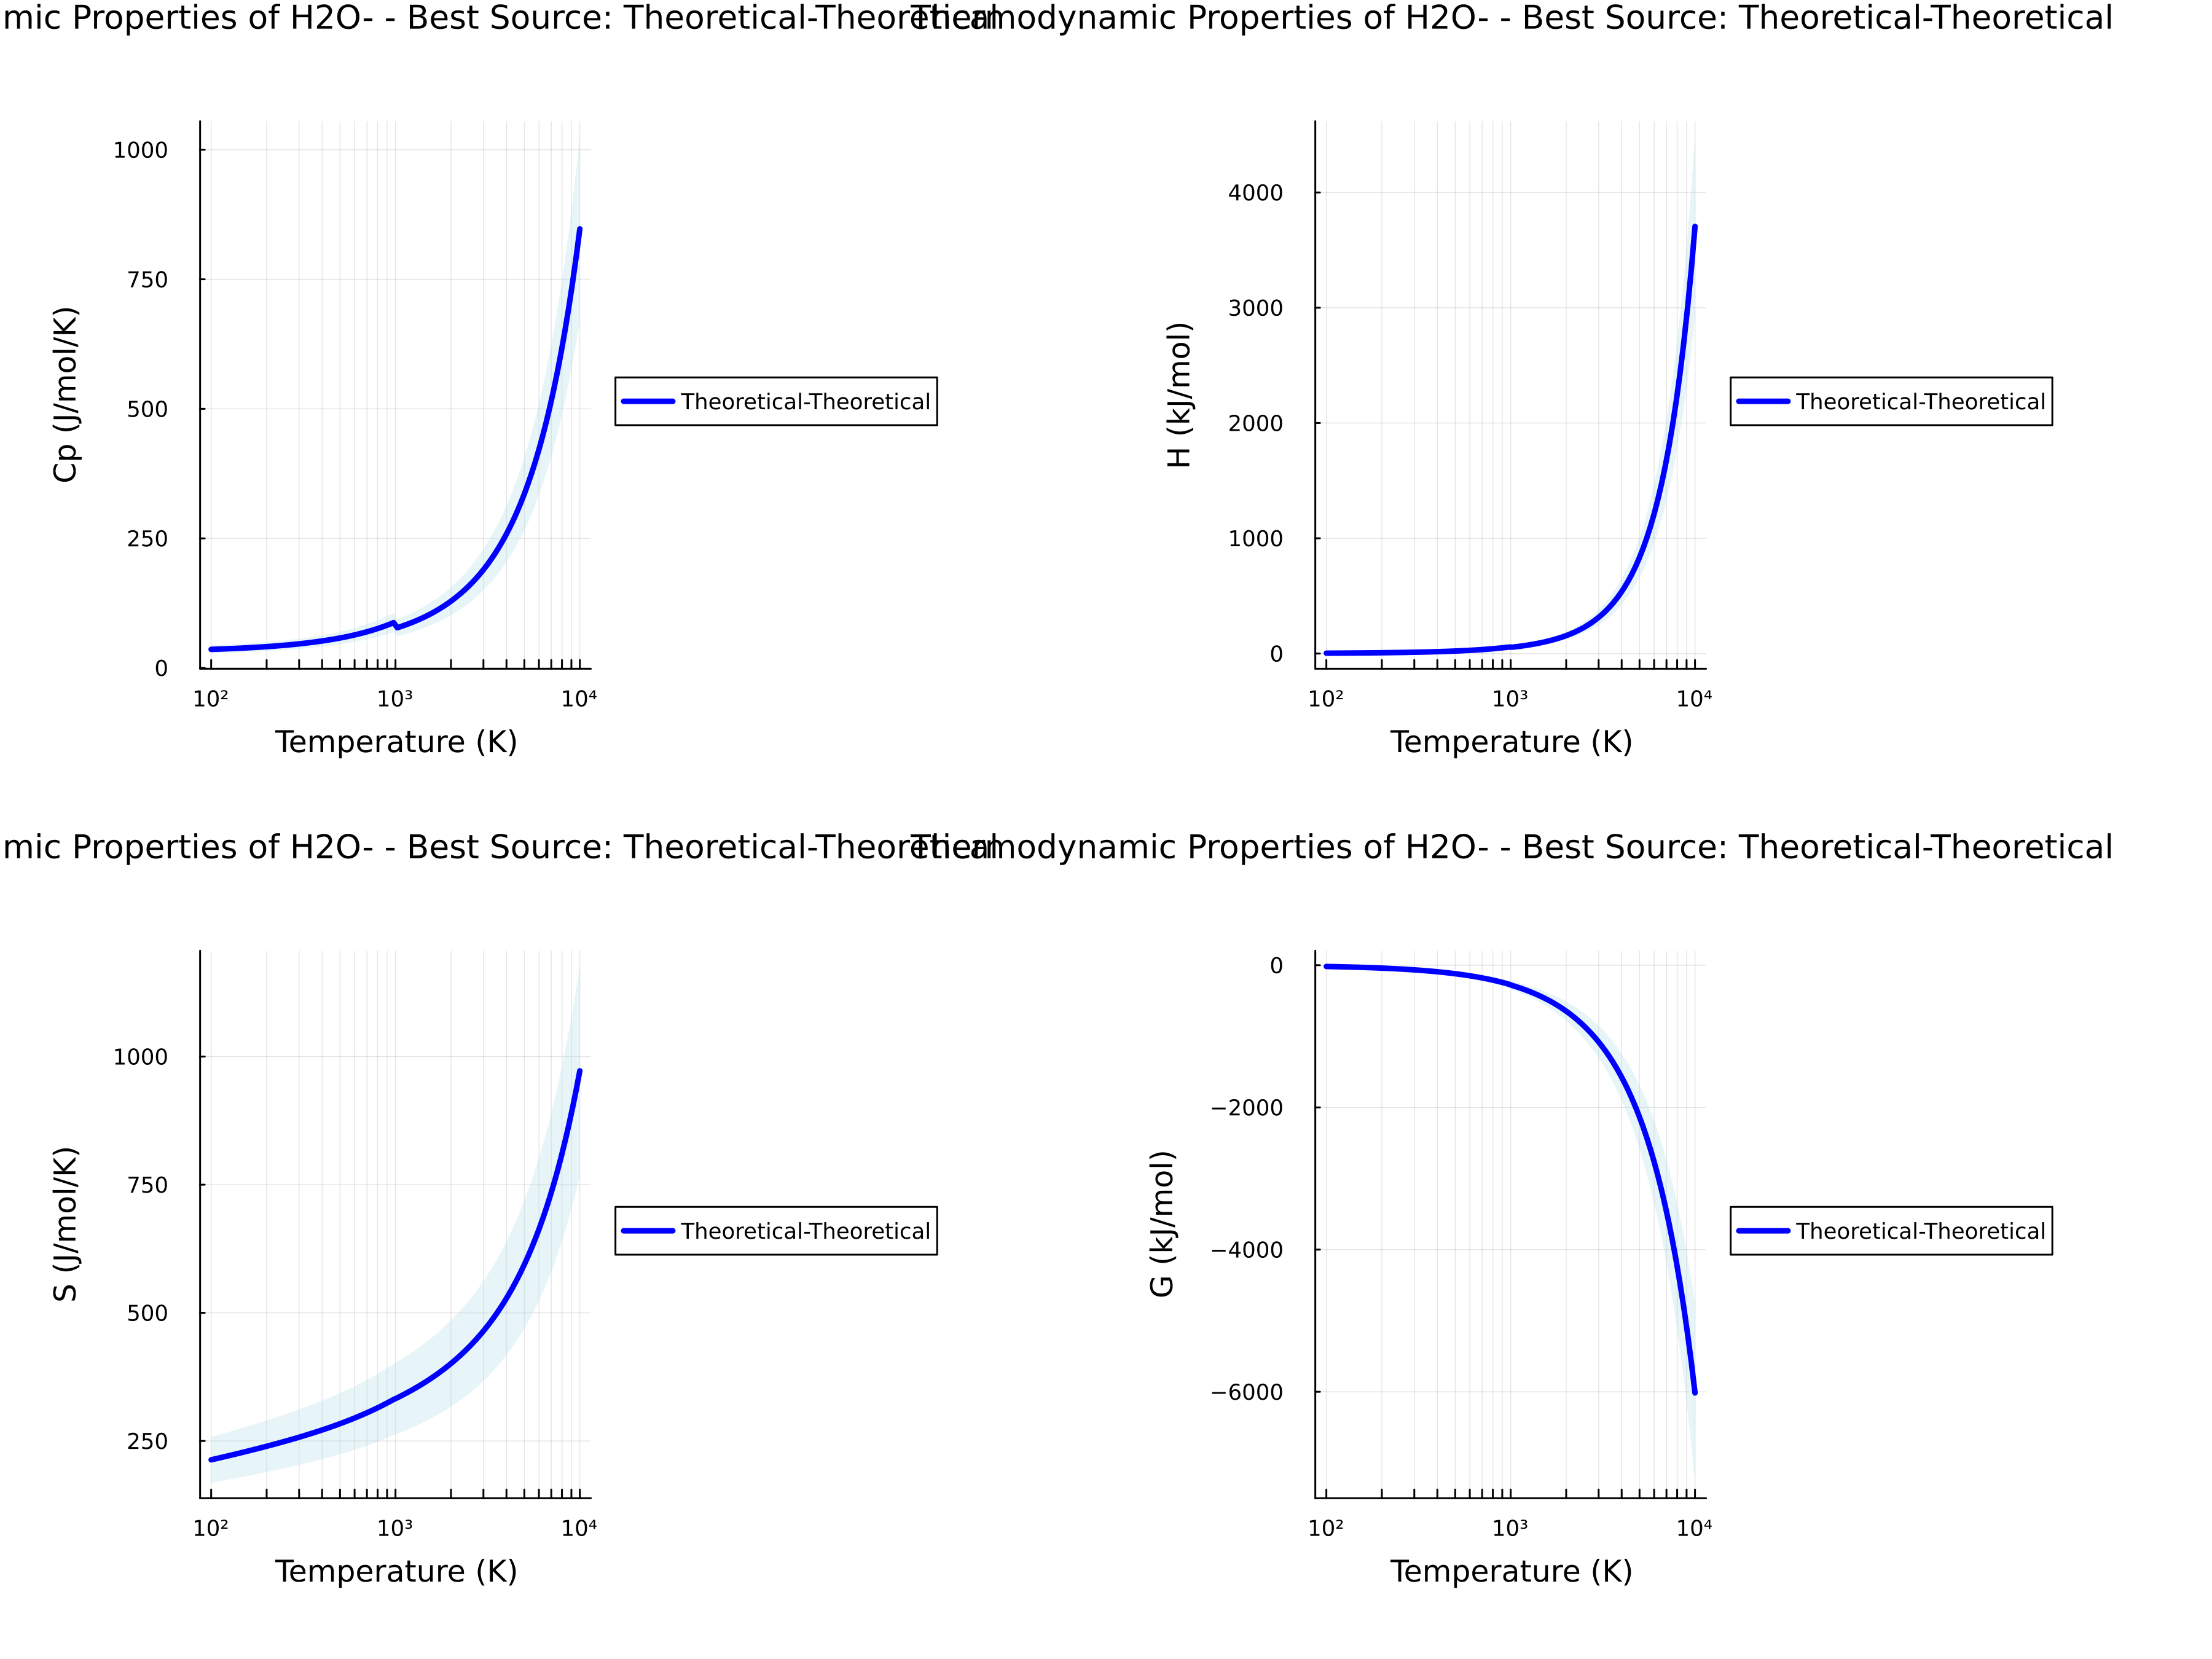 mic Properties of H2O- - Best Source: Theoretical-Theoretical
Thermodynamic Properties of H2O- - Best Source: Theoretical-Theoretical
Cp (J/mol/K)
1000
750
500
250
0
10² 10³ 10⁴
Temperature (K)
Theoretical-Theoretical
H (kJ/mol)
4000
3000
2000
1000
0
10² 10³ 10⁴
Temperature (K)
Theoretical-Theoretical
mic Properties of H2O- - Best Source: Theoretical-Theoretical
Thermodynamic Properties of H2O- - Best Source: Theoretical-Theoretical
S (J/mol/K)
1000
750
500
250
10² 10³ 10⁴
Temperature (K)
Theoretical-Theoretical
G (kJ/mol)
0
−2000
−4000
−6000
10² 10³ 10⁴
Temperature (K)
Theoretical-Theoretical